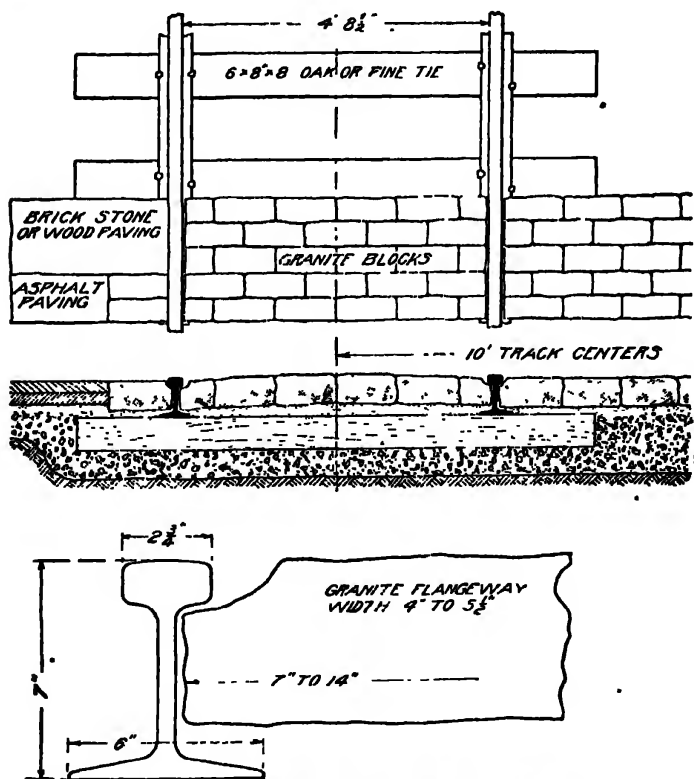 4' 8½"
6×8"×8 OAK OR PINE TIE
BRICK STONE
OR WOOD PAVING
GRANITE BLOCKS
ASPHALT
PAVING
10' TRACK CENTERS
2¾"
GRANITE FLANGEWAY
WIDTH 4" TO 5½"
7"
7" TO 14"
6"